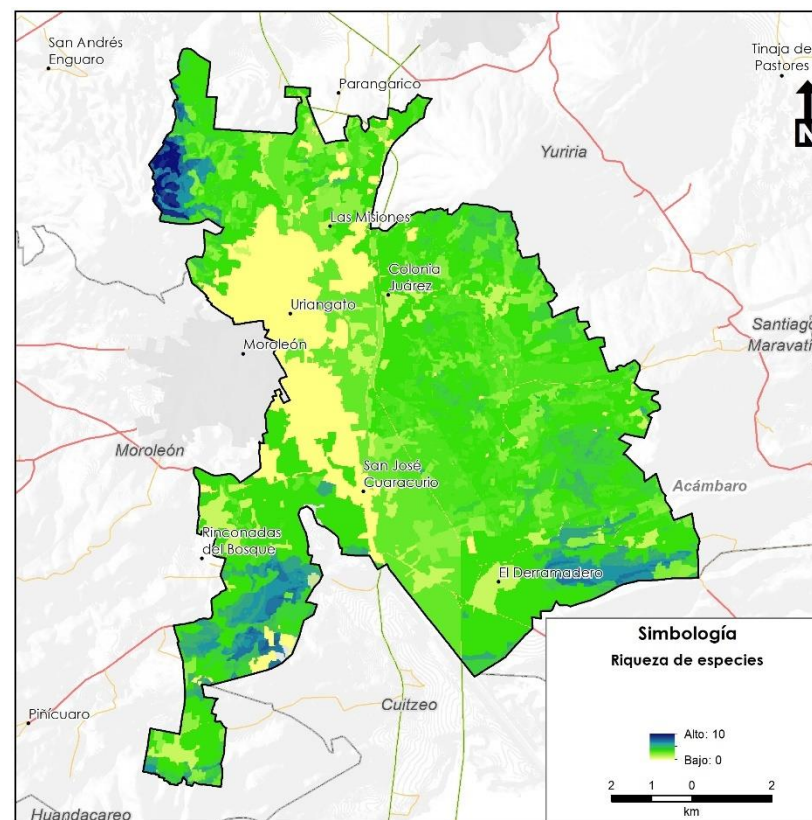 San Andrés
Enguaro
Parangarico
Tinaja de
Pastores
N
Yuriria
Las Misiones
Colonia
Juárez
Uriangato
Santiago
Maravatí
Moroleón
Moroleón
San José
Cuaracurio
Acámbaro
Rinconadas
del Bosque
El Derramadero
Simbología
Riqueza de especies
Cuitzeo
Piñícuaro
Alto: 10
Bajo: 0
2 1 0 2
km
Huandacareo